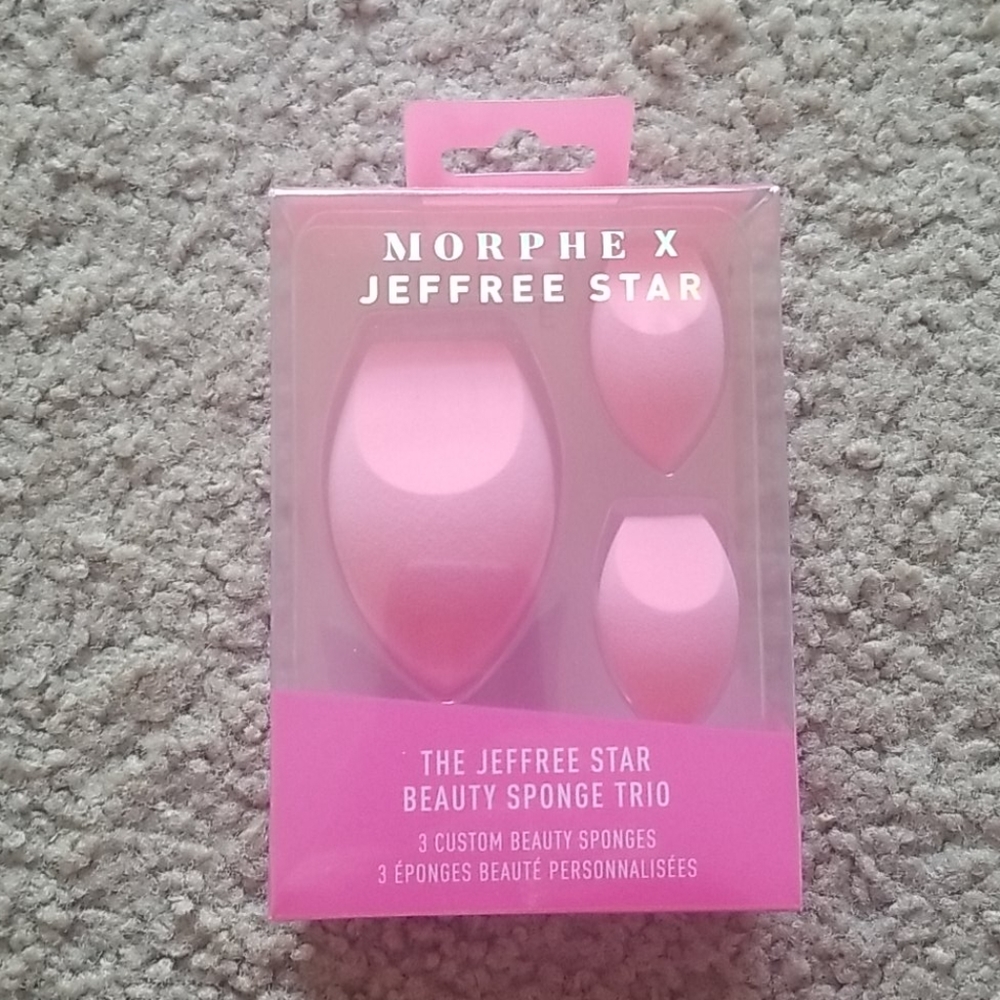 MORPHE X
JEFFREE STAR
THE JEFFREE STAR
BEAUTY SPONGE TRIO
3 CUSTOM BEAUTY SPONGES
3 ÉPONGES BEAUTÉ PERSONNALISÉES